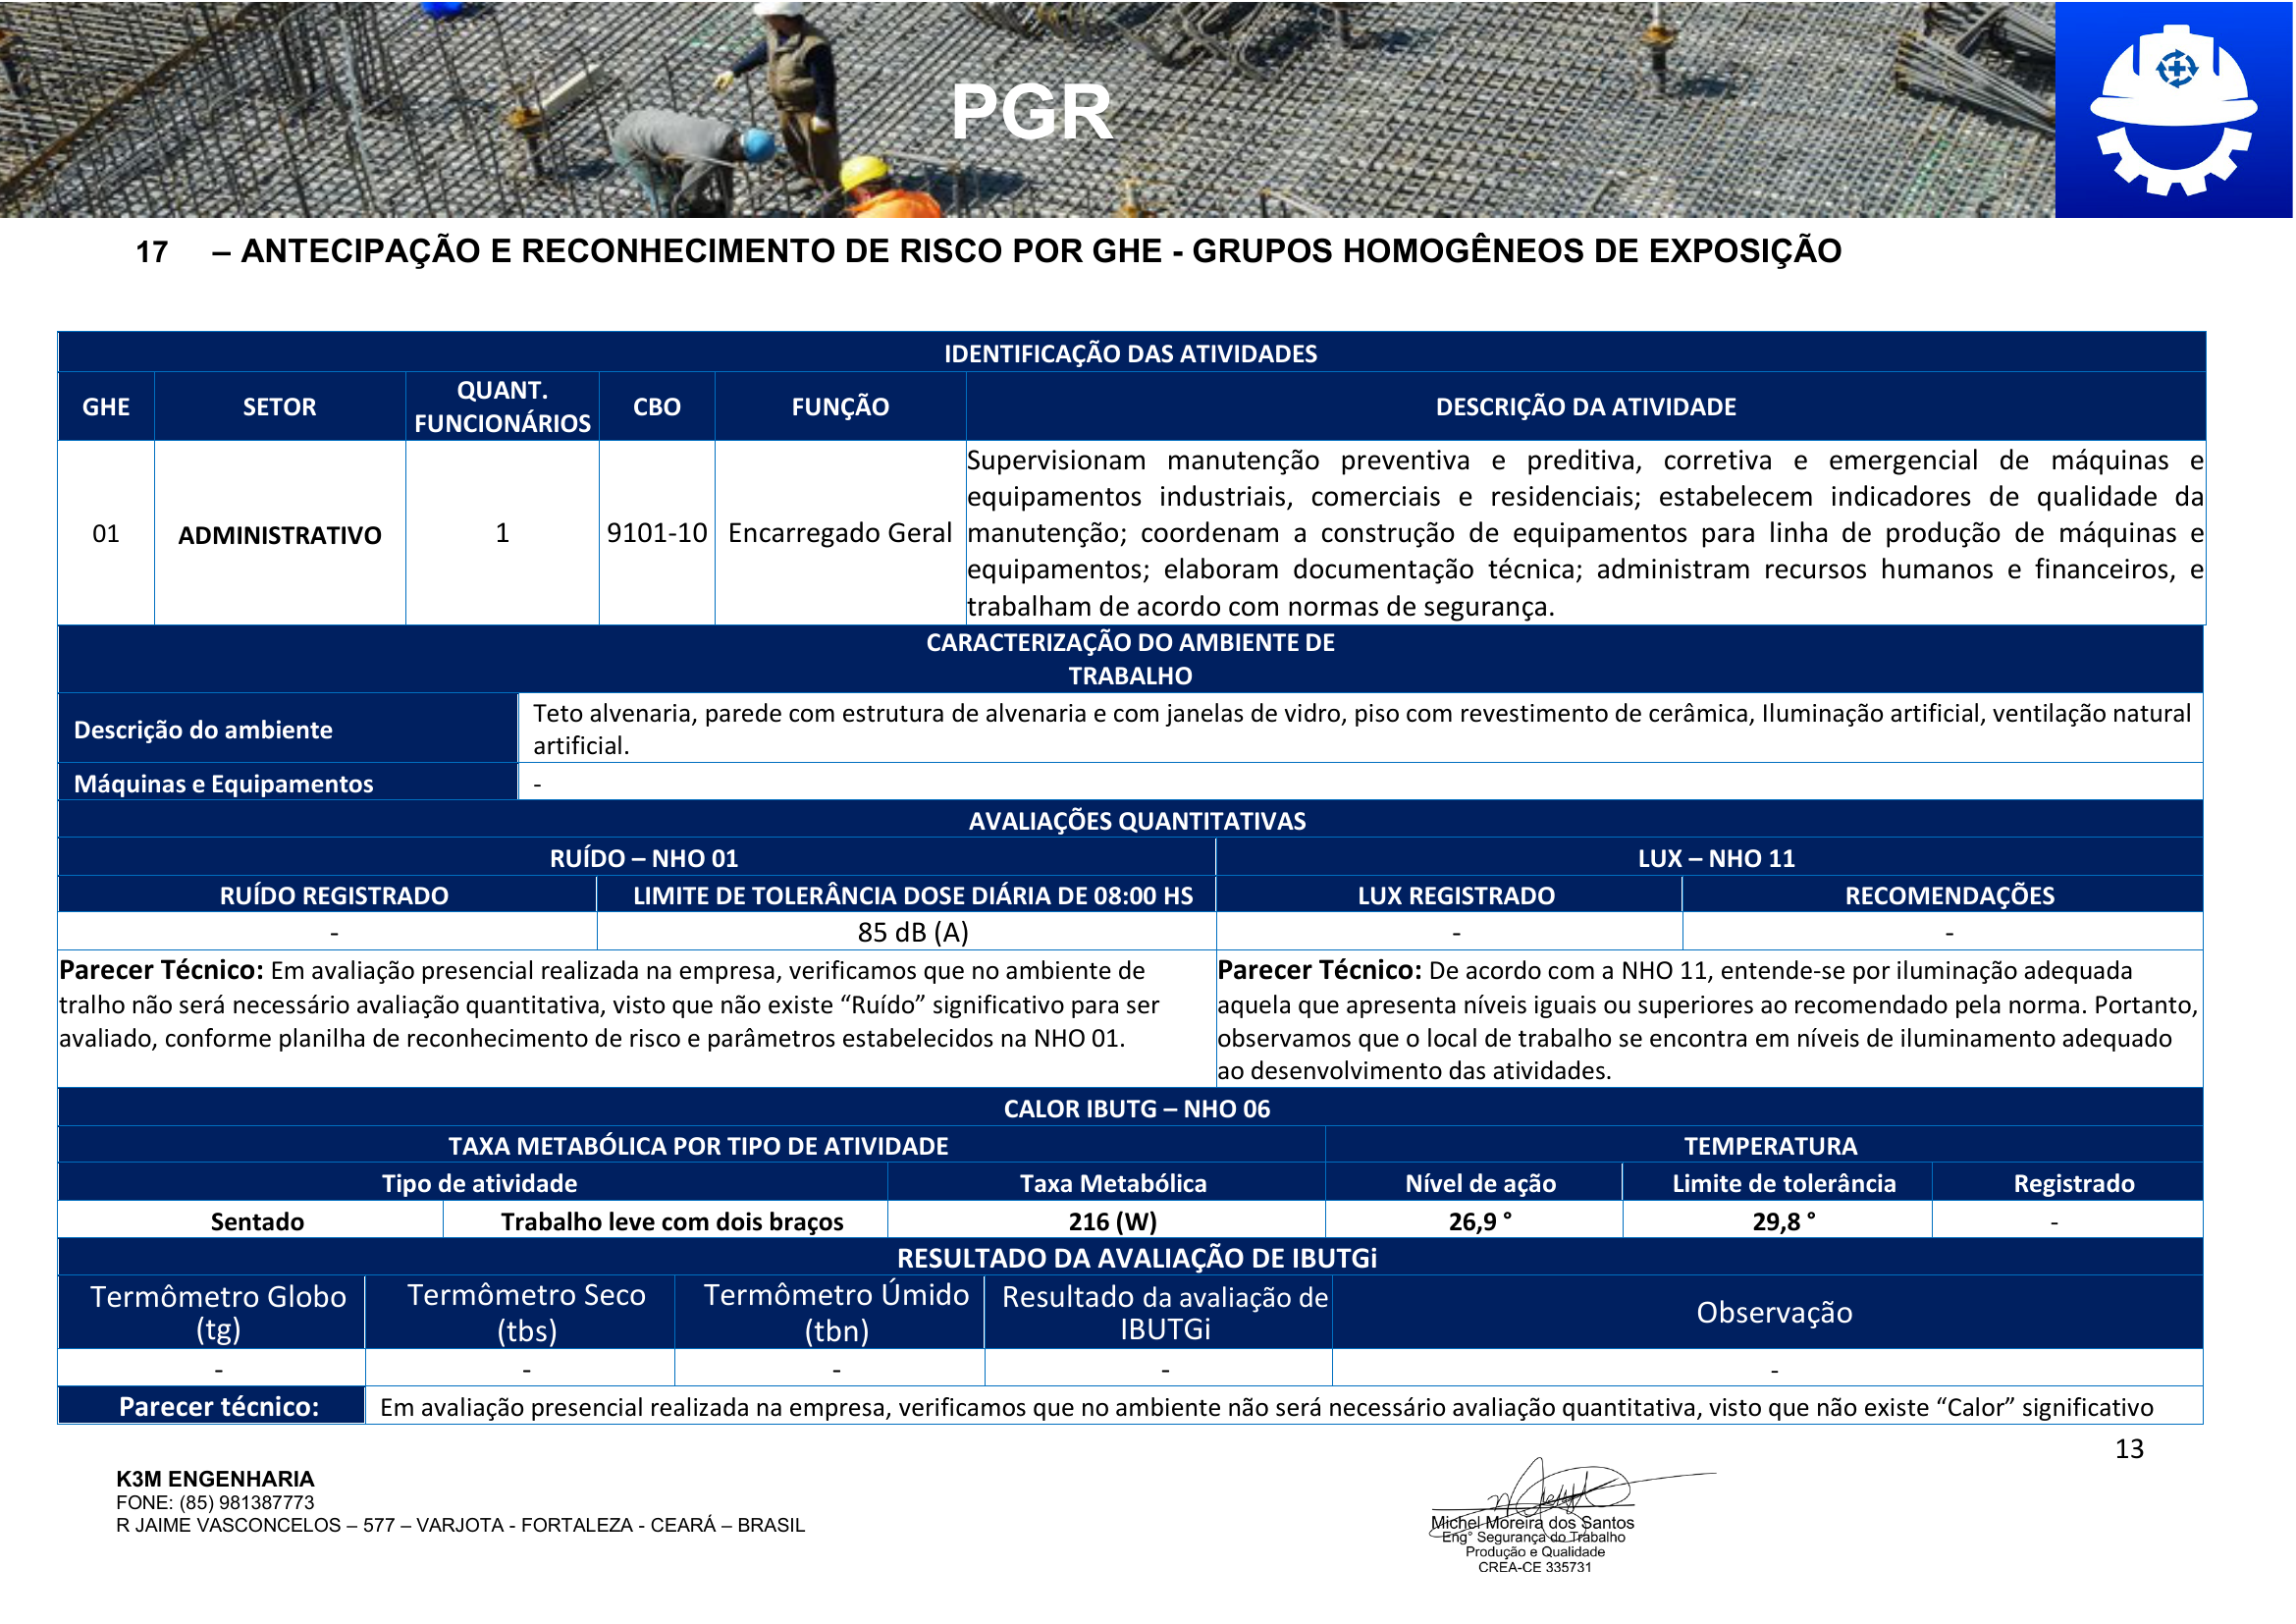 PGR
17 – ANTECIPAÇÃO E RECONHECIMENTO DE RISCO POR GHE - GRUPOS HOMOGÊNEOS DE EXPOSIÇÃO
IDENTIFICAÇÃO DAS ATIVIDADES
GHE SETOR QUANT. FUNCIONÁRIOS CBO FUNÇÃO DESCRIÇÃO DA ATIVIDADE
01 ADMINISTRATIVO 1 9101-10 Encarregado Geral
Supervisionam manutenção preventiva e preditiva, corretiva e emergencial de máquinas e
equipamentos industriais, comerciais e residenciais; estabelecem indicadores de qualidade da
manutenção; coordenam a construção de equipamentos para linha de produção de máquinas e
equipamentos; elaboram documentação técnica; administram recursos humanos e financeiros, e
trabalham de acordo com normas de segurança.
CARACTERIZAÇÃO DO AMBIENTE DE
TRABALHO
Descrição do ambiente
Teto alvenaria, parede com estrutura de alvenaria e com janelas de vidro, piso com revestimento de cerâmica, Iluminação artificial, ventilação natural
artificial.
Máquinas e Equipamentos -
AVALIAÇÕES QUANTITATIVAS
RUÍDO – NHO 01 LUX – NHO 11
RUÍDO REGISTRADO LIMITE DE TOLERÂNCIA DOSE DIÁRIA DE 08:00 HS LUX REGISTRADO RECOMENDAÇÕES
- 85 dB (A) - -
Parecer Técnico: Em avaliação presencial realizada na empresa, verificamos que no ambiente de
tralho não será necessário avaliação quantitativa, visto que não existe “Ruído” significativo para ser
avaliado, conforme planilha de reconhecimento de risco e parâmetros estabelecidos na NHO 01.
Parecer Técnico: De acordo com a NHO 11, entende-se por iluminação adequada
aquela que apresenta níveis iguais ou superiores ao recomendado pela norma. Portanto,
observamos que o local de trabalho se encontra em níveis de iluminamento adequado
ao desenvolvimento das atividades.
CALOR IBUTG – NHO 06
TAXA METABÓLICA POR TIPO DE ATIVIDADE TEMPERATURA
Tipo de atividade Taxa Metabólica Nível de ação Limite de tolerância Registrado
Sentado Trabalho leve com dois braços 216 (W) 26,9 ° 29,8 ° -
RESULTADO DA AVALIAÇÃO DE IBUTGi
Termômetro Globo (tg) Termômetro Seco (tbs) Termômetro Úmido (tbn) Resultado da avaliação de IBUTGi Observação
- - - - -
Parecer técnico: Em avaliação presencial realizada na empresa, verificamos que no ambiente não será necessário avaliação quantitativa, visto que não existe “Calor” significativo
13
K3M ENGENHARIA
FONE: (85) 981387773
R JAIME VASCONCELOS – 577 – VARJOTA - FORTALEZA - CEARÁ – BRASIL
Michel Moreira dos Santos
Eng° Segurança do Trabalho
Produção e Qualidade
CREA-CE 335731